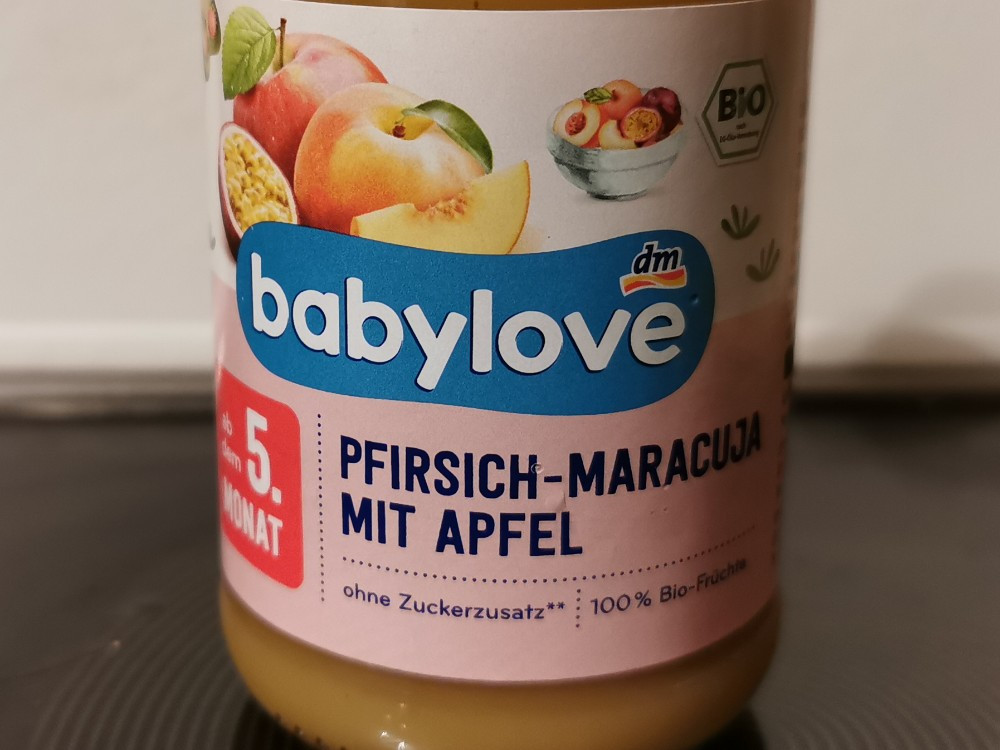 BiO
dm
babylove
ab
dem
5.
MONAT
PFIRSICH-MARACUJA
MIT APFEL
ohne Zuckerzusatz**
100% Bio-Früchte